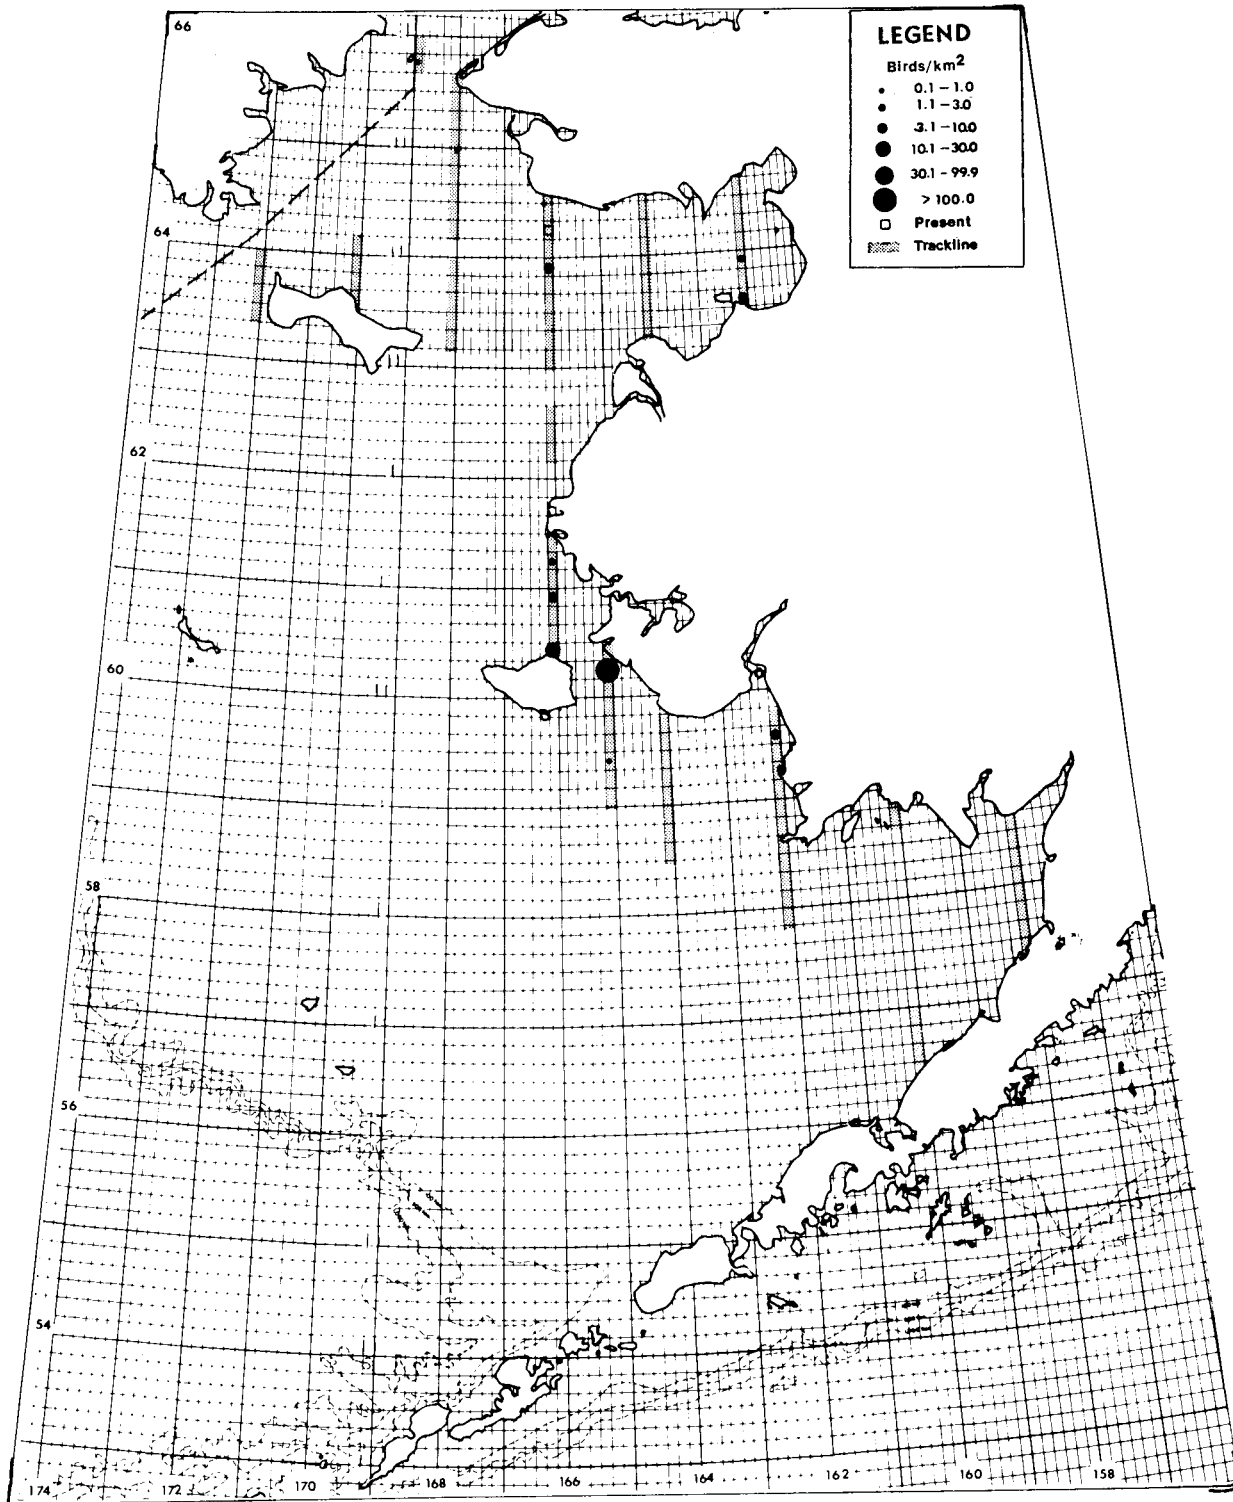 66
LEGEND
Birds/km2
0.1 – 1.0
1.1 – 3.0
3.1 – 10.0
10.1 – 30.0
30.1 – 99.9
> 100.0
Present
Trackline
64
62
60
58
56
54
174 172 170 168 166 164 162 160 158